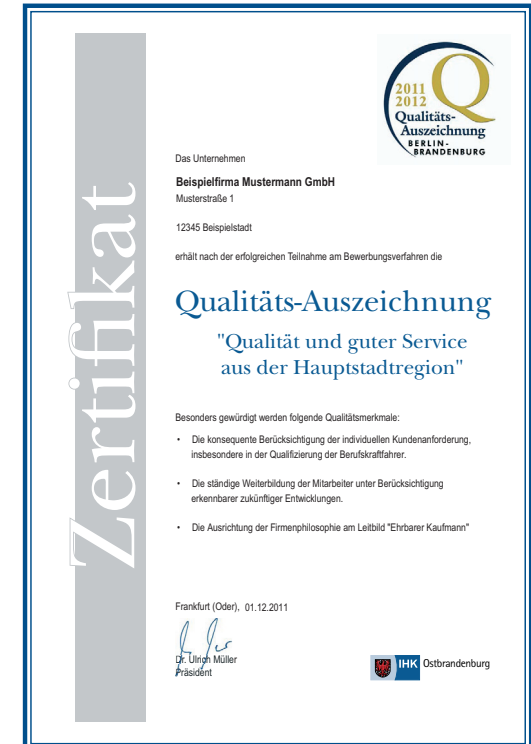 Zertifikat
2011
2012
Qualitäts-
Auszeichnung
BERLIN-
BRANDENBURG
Das Unternehmen
Beispielfirma Mustermann GmbH
Musterstraße 1
12345 Beispielstadt
erhält nach der erfolgreichen Teilnahme am Bewerbungsverfahren die
Qualitäts-Auszeichnung
"Qualität und guter Service
aus der Hauptstadtregion"
Besonders gewürdigt werden folgende Qualitätsmerkmale:
• Die konsequente Berücksichtigung der individuellen Kundenanforderung,
insbesondere in der Qualifizierung der Berufskraftfahrer.
• Die ständige Weiterbildung der Mitarbeiter unter Berücksichtigung
erkennbarer zukünftiger Entwicklungen.
• Die Ausrichtung der Firmenphilosophie am Leitbild "Ehrbarer Kaufmann"
Frankfurt (Oder), 01.12.2011
Dr. Ulrich Müller
Präsident
IHK Ostbrandenburg